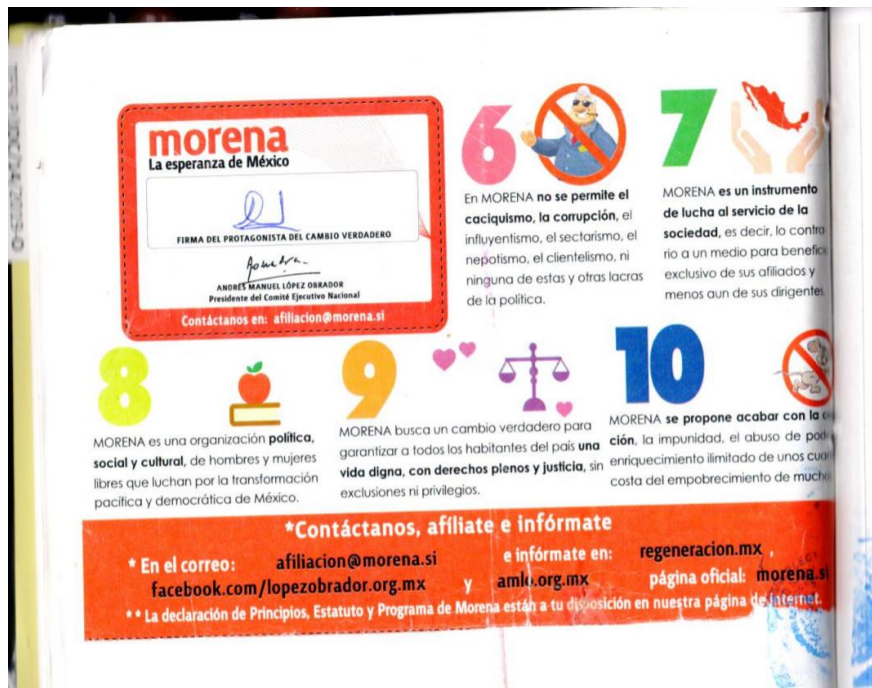 morena
La esperanza de México
FIRMA DEL PROTAGONISTA DEL CAMBIO VERDADERO
ANDRÉS MANUEL LÓPEZ OBRADOR
Presidente del Comité Ejecutivo Nacional
Contáctanos en: afiliacion@morena.si
6
En MORENA no se permite el
caciquismo, la corrupción, el
influyentismo, el sectarismo, el
nepotismo, el clientelismo, ni
ninguna de estas y otras lacras
de la política.
7
MORENA es un instrumento
de lucha al servicio de la
sociedad, es decir, lo contra
rio a un medio para benefic
exclusivo de sus afiliados y
menos aun de sus dirigentes
8
MORENA es una organización política,
social y cultural, de hombres y mujeres
libres que luchan por la transformación
pacífica y democrática de México.
9
MORENA busca un cambio verdadero para
garantizar a todos los habitantes del país una
vida digna, con derechos plenos y justicia, sin
exclusiones ni privilegios.
10
MORENA se propone acabar con la
ción, la impunidad, el abuso de
enriquecimiento ilimitado de unos
costa del empobrecimiento de
*Contáctanos, afíliate e infórmate
* En el correo: afiliacion@morena.si e infórmate en: regeneracion.mx ,
facebook.com/lopezobrador.org.mx y amlo.org.mx página oficial: morena.si
** La declaración de Principios, Estatuto y Programa de Morena están a tu disposición en nuestra página de internet.